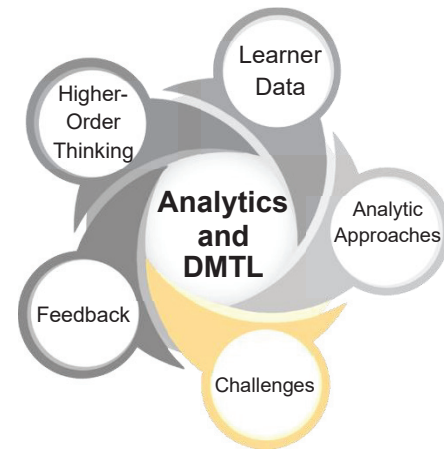 Learner
Data
Higher-
Order
Thinking
Analytics
and
DMTL
Analytic
Approaches
Feedback
Challenges